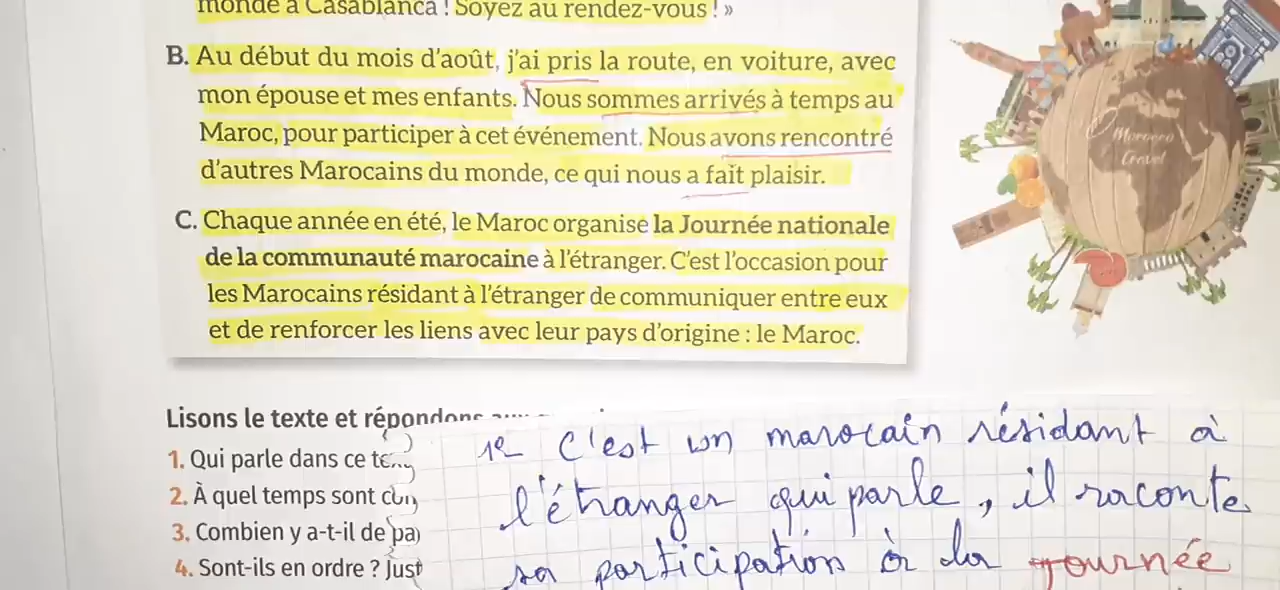 monde à Casablanca ! Soyez au rendez-vous ! »
B. Au début du mois d'août, j'ai pris la route, en voiture, avec
mon épouse et mes enfants. Nous sommes arrivés à temps au
Maroc, pour participer à cet événement. Nous avons rencontré
d'autres Marocains du monde, ce qui nous a fait plaisir.
C. Chaque année en été, le Maroc organise la Journée nationale
de la communauté marocaine à l'étranger. C'est l'occasion pour
les Marocains résidant à l'étranger de communiquer entre eux
et de renforcer les liens avec leur pays d'origine : le Maroc.
Morocco
travel
Lisons le texte et répondons
1. Qui parle dans ce
2. À quel temps sont
3. Combien y a-t-il de
4. Sont-ils en ordre ? Just
C'est un marocain résidant à
l'étranger qui parle, il raconte
sa participation à la journée